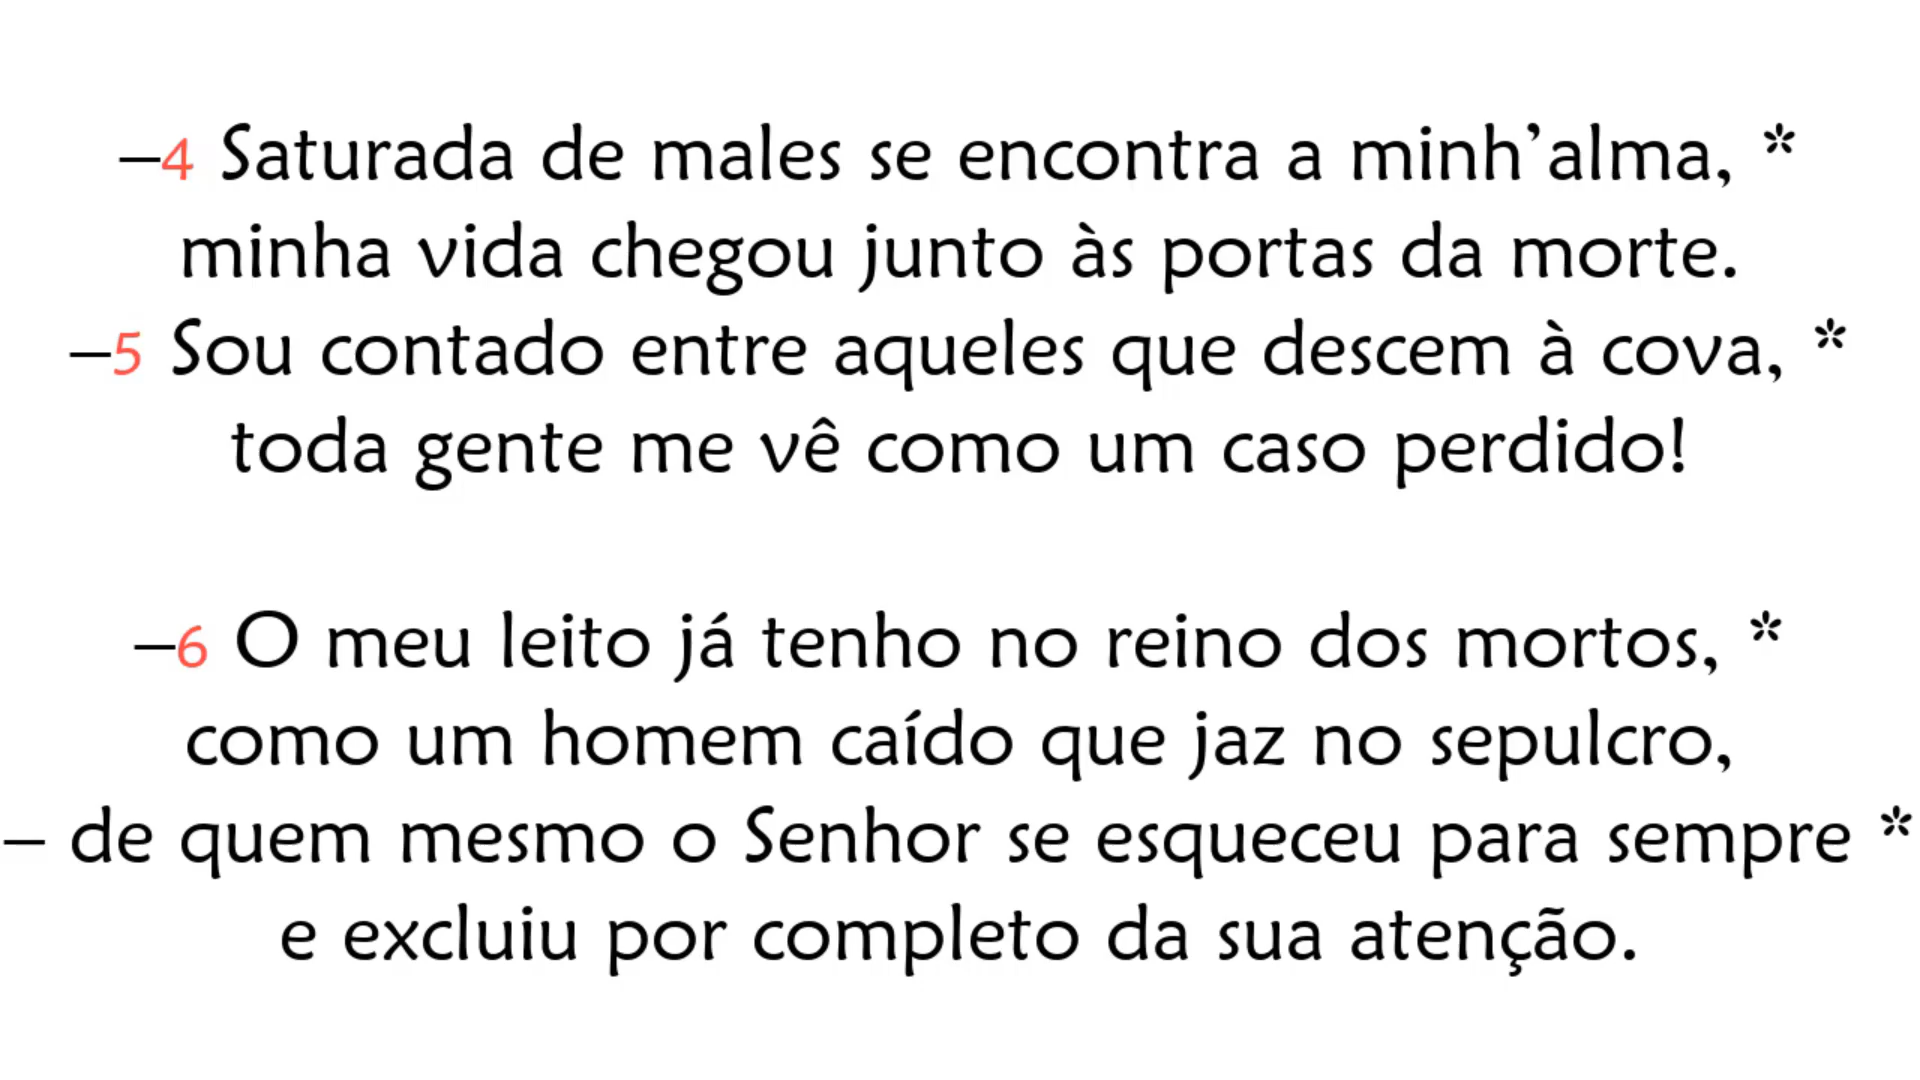 –4 Saturada de males se encontra a minh’alma, *
minha vida chegou junto às portas da morte.
–5 Sou contado entre aqueles que descem à cova, *
toda gente me vê como um caso perdido!
–6 O meu leito já tenho no reino dos mortos, *
como um homem caído que jaz no sepulcro,
– de quem mesmo o Senhor se esqueceu para sempre *
e excluiu por completo da sua atenção.